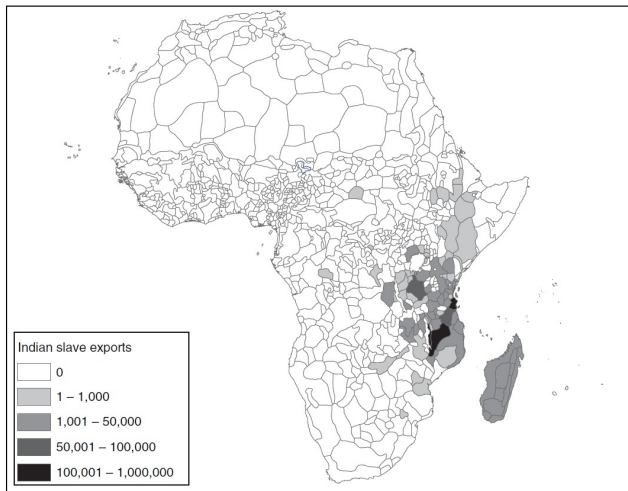 Indian slave exports
0
1 – 1,000
1,001 – 50,000
50,001 – 100,000
100,001 – 1,000,000